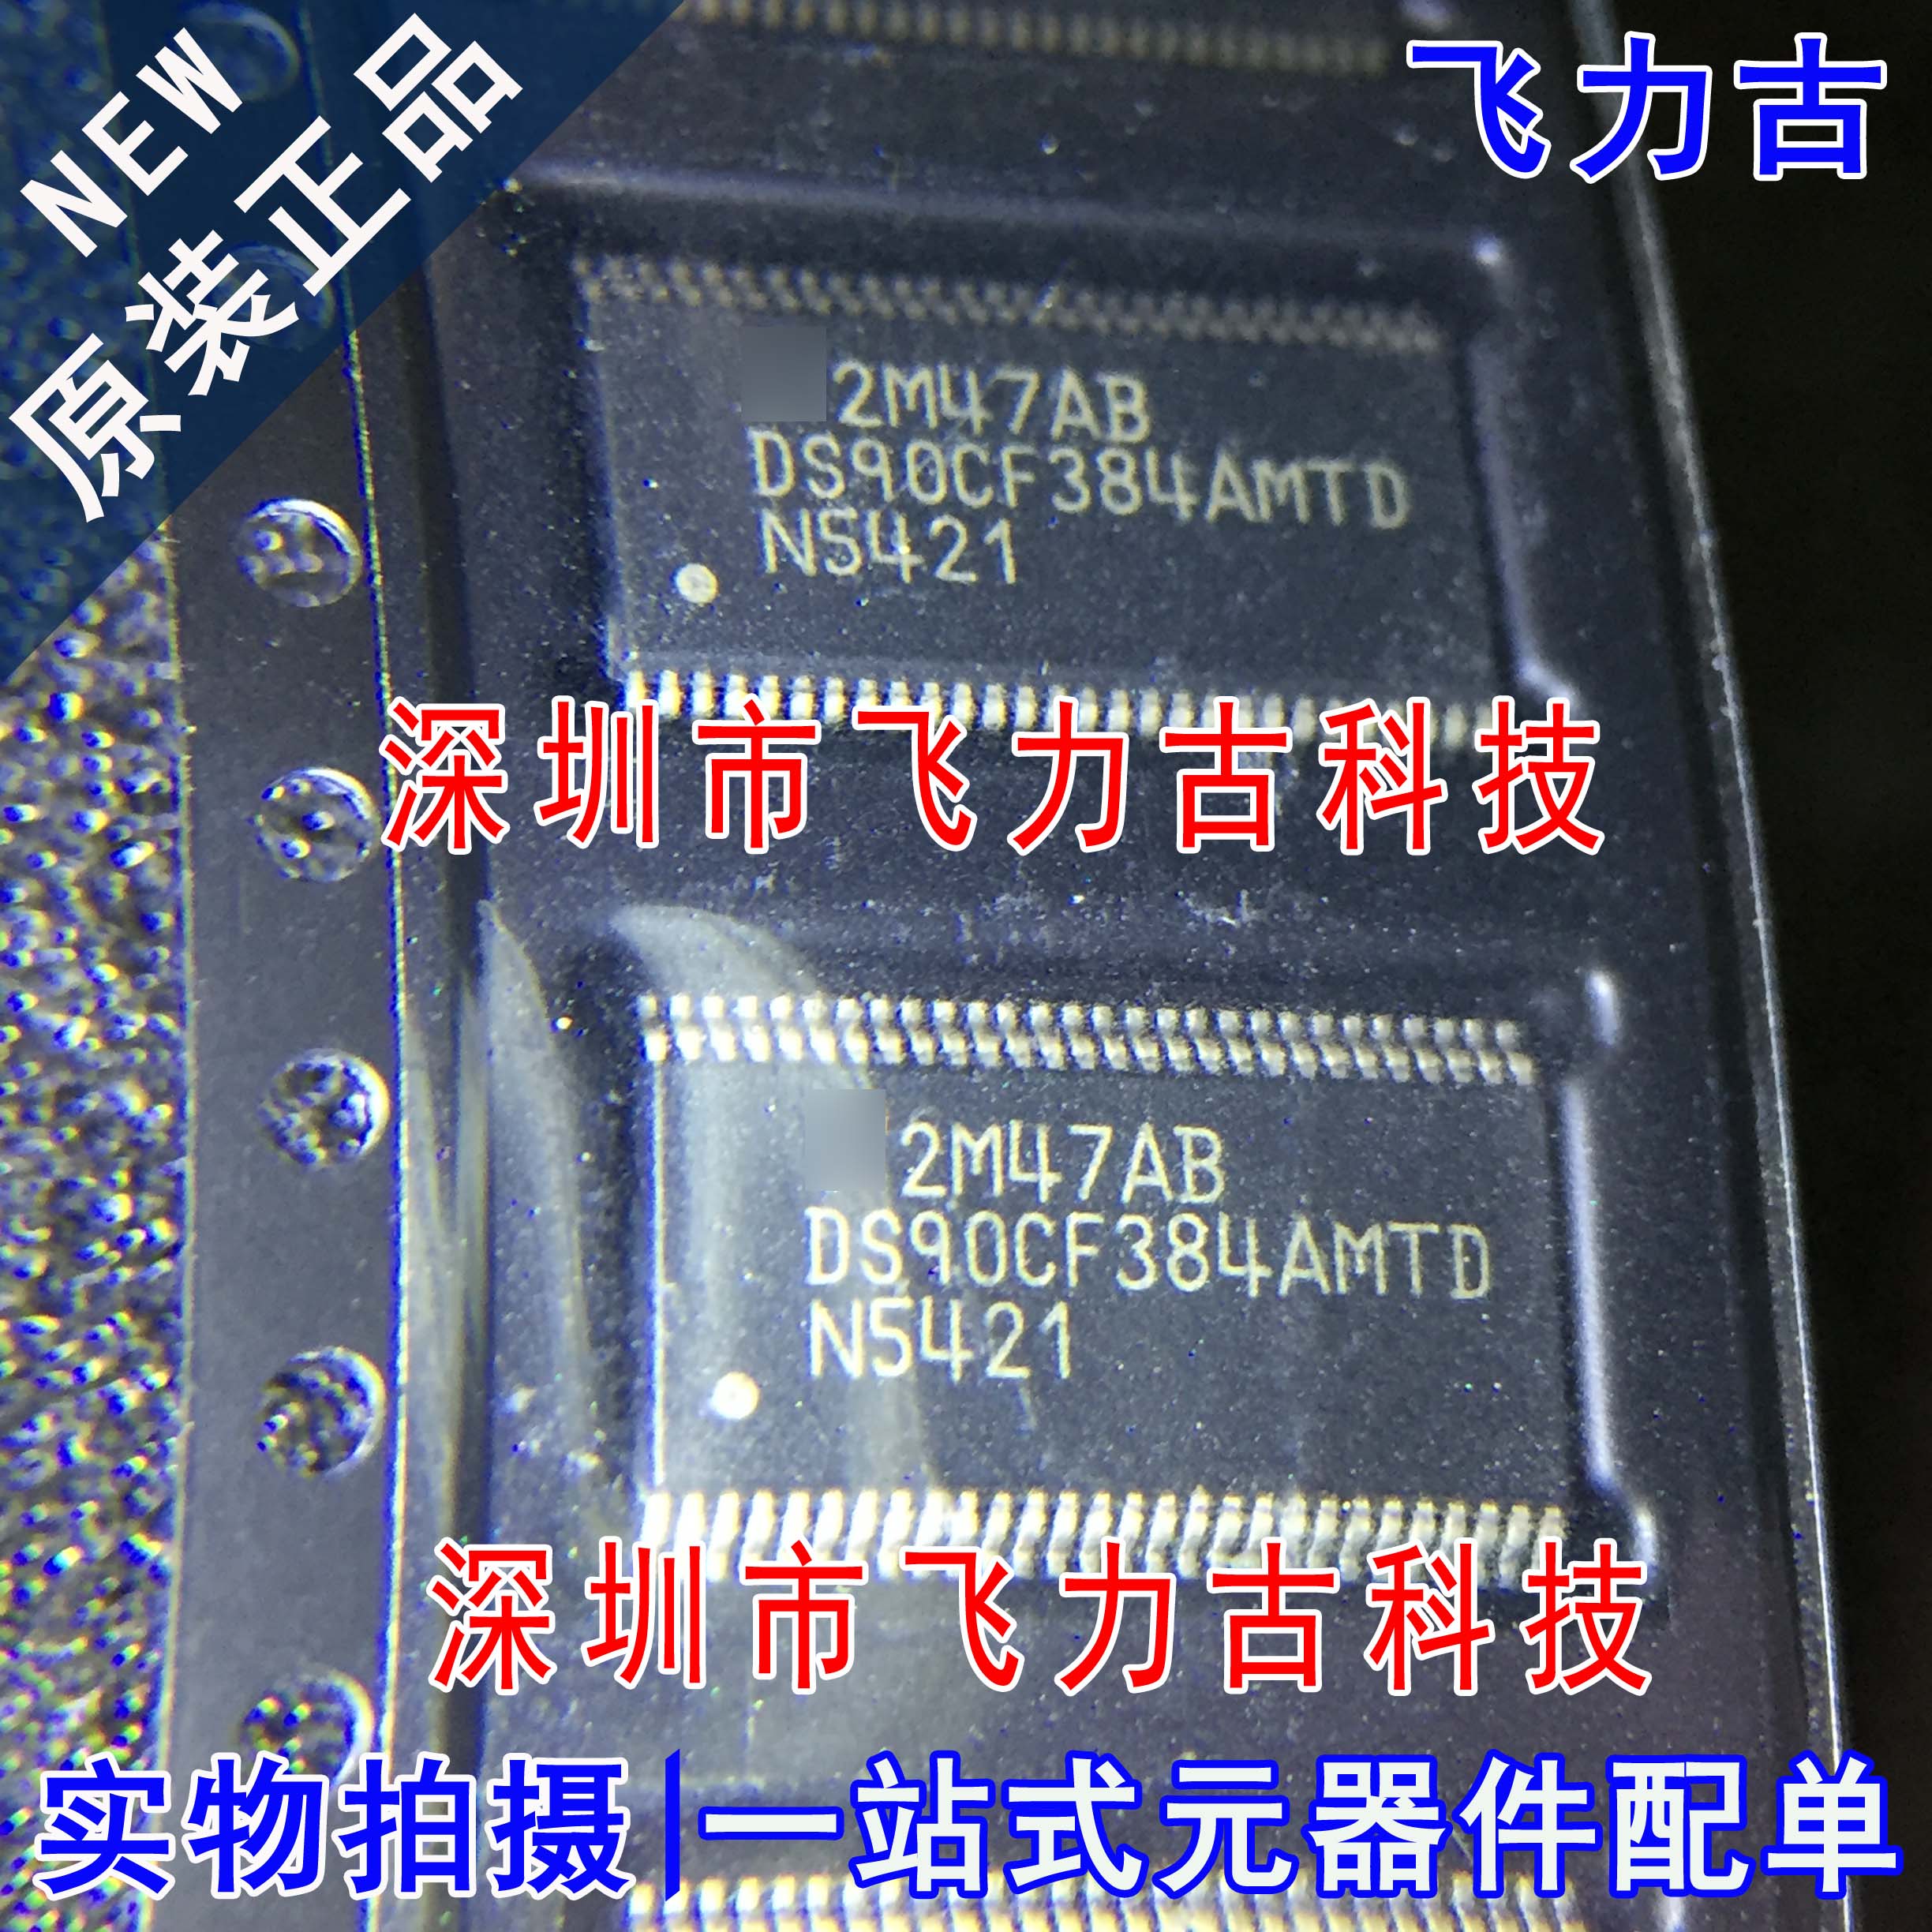 NEW
原装正品
飞力古
2M47AB
DS90CF384AMTD
N5421
深圳市飞力古科技
2M47AB
DS90CF384AMTD
N5421
深圳市飞力古科技
实物拍摄|一站式元器件配单